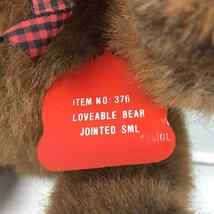 ITEM NO: 376
LOVEABLE BEAR
JOINTED SML